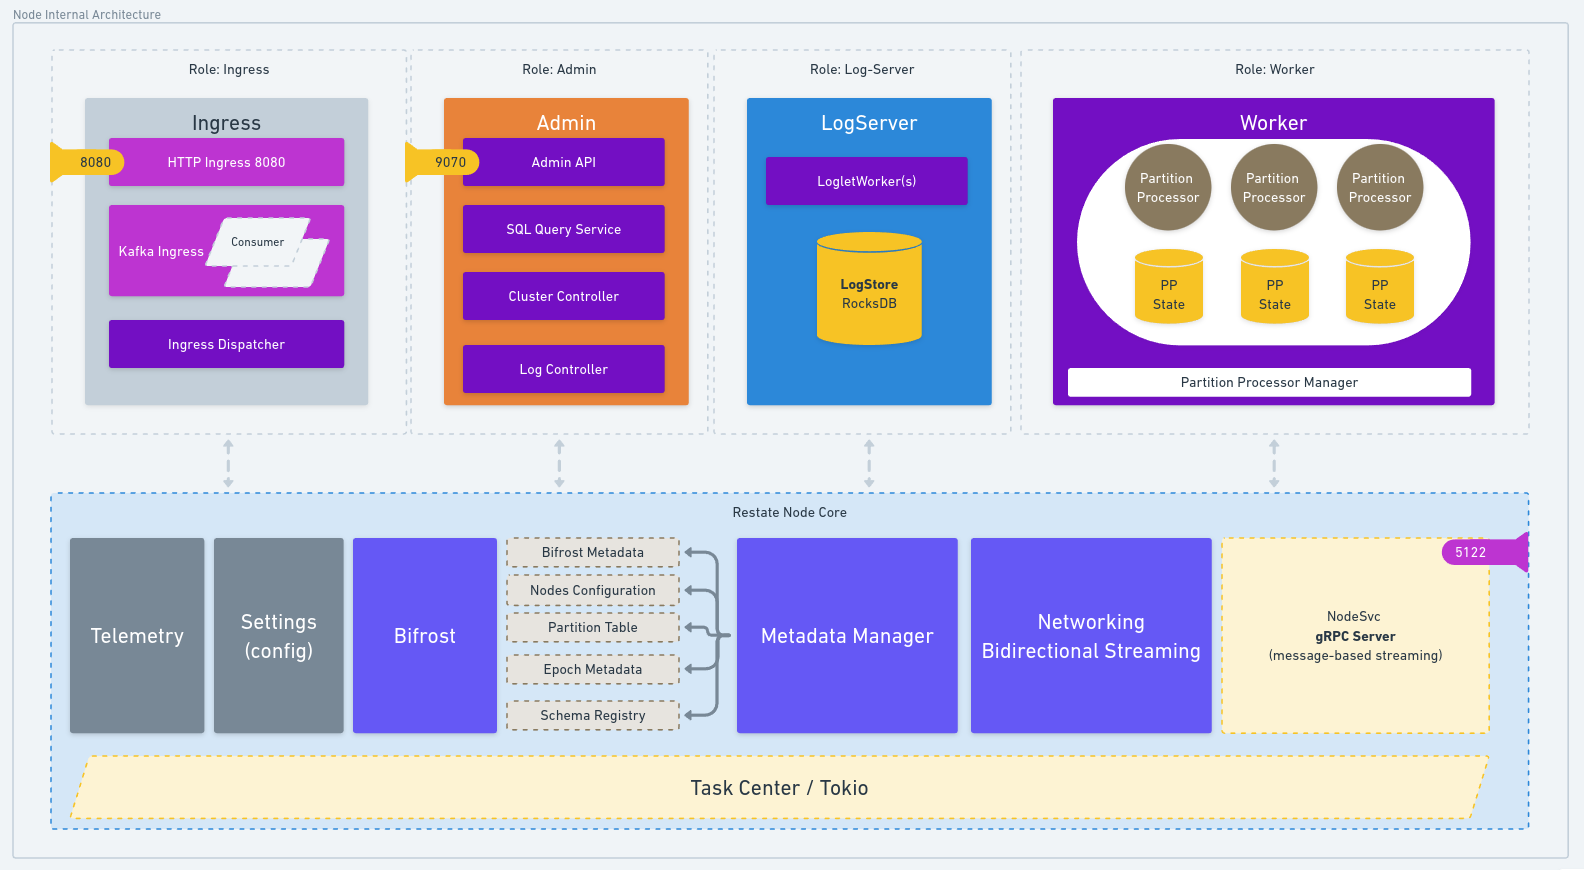 Node Internal Architecture
Role: Ingress
Ingress
8080
HTTP Ingress 8080
Kafka Ingress
Consumer
Ingress Dispatcher
Role: Admin
Admin
9070
Admin API
SQL Query Service
Cluster Controller
Log Controller
Role: Log-Server
LogServer
LogletWorker(s)
LogStore
RocksDB
Role: Worker
Worker
Partition
Processor
Partition
Processor
Partition
Processor
PP
State
PP
State
PP
State
Partition Processor Manager
Restate Node Core
Telemetry
Settings
(config)
Bifrost
Bifrost Metadata
Nodes Configuration
Partition Table
Epoch Metadata
Schema Registry
Metadata Manager
Networking
Bidirectional Streaming
5122
NodeSvc
gRPC Server
(message-based streaming)
Task Center / Tokio